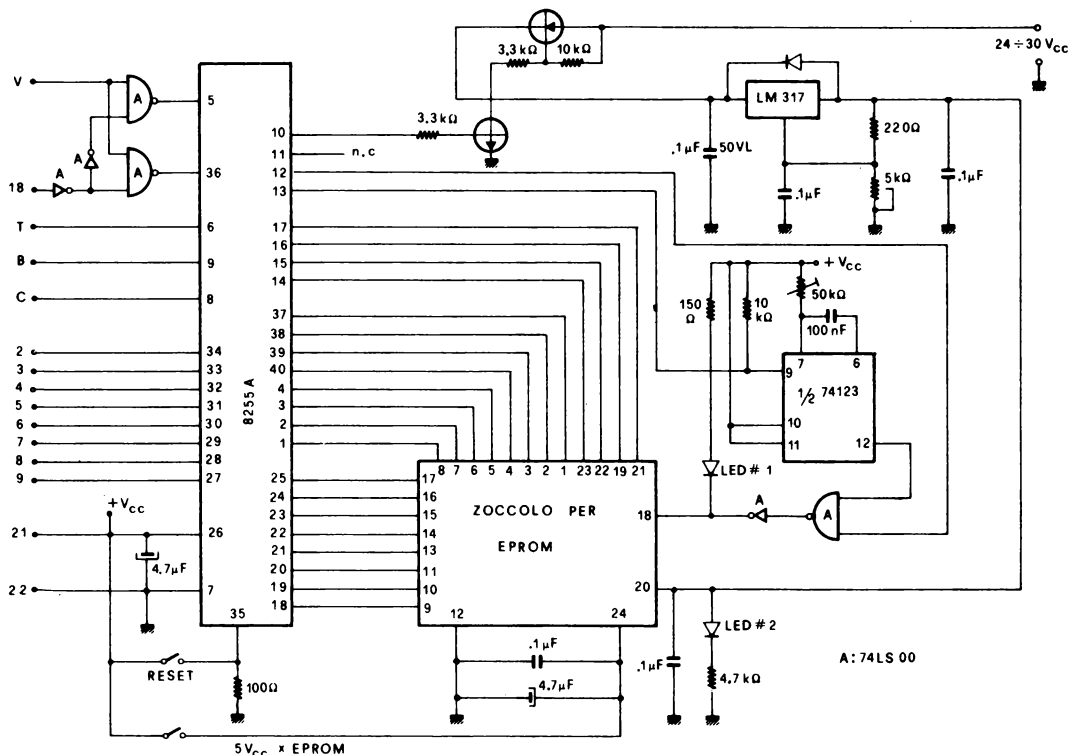 24 ÷ 30 Vcc
3,3 kΩ 10 kΩ
LM 317
220Ω
V
A
5
3.3 kΩ
10
11 n.c
12
13
.1µF 50VL
.1µF
5kΩ
.1µF
A
A
36
18
A
T 6
B 9
C 8
17
16
15
14
37
38
39
40
4
3
2
1
+ Vcc
150 Ω
10 kΩ
50kΩ
100 nF
7 6
9
1/2 74123
10
11
12
2 34
3 33
4 32
5 31
6 30
7 29
8 28
9 27
8255A
LED # 1
8 7 6 5 4 3 2 1 23 22 19 21
25 17
24 16
23 15
22 14
21 13
20 11
19 10
18 9
ZOCCOLO PER
EPROM
18
A
A
20
12 24
+Vcc
21 26
4,7µF
22 7
35
RESET
100Ω
.1µF
4,7µF
.1µF
LED # 2
4,7 kΩ
A: 74LS 00
5Vcc x EPROM